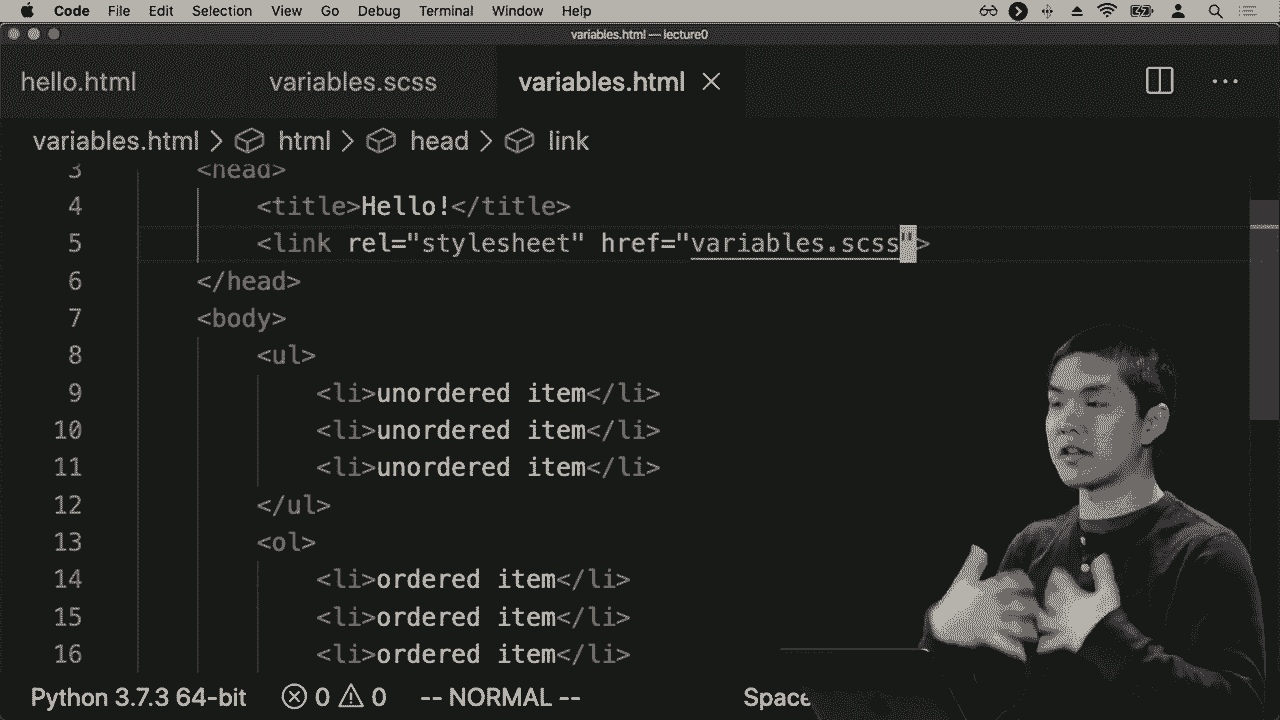 Code File Edit Selection View Go Debug Terminal Window Help
variables.html — lecture0
hello.html variables.scss variables.html
variables.html > html > head > link
3 <head>
4 <title>Hello!</title>
5 <link rel="stylesheet" href="variables.scss">
6 </head>
7 <body>
8 <ul>
9 <li>unordered item</li>
10 <li>unordered item</li>
11 <li>unordered item</li>
12 </ul>
13 <ol>
14 <li>ordered item</li>
15 <li>ordered item</li>
16 <li>ordered item</li>
Python 3.7.3 64-bit 0 0 -- NORMAL -- Space